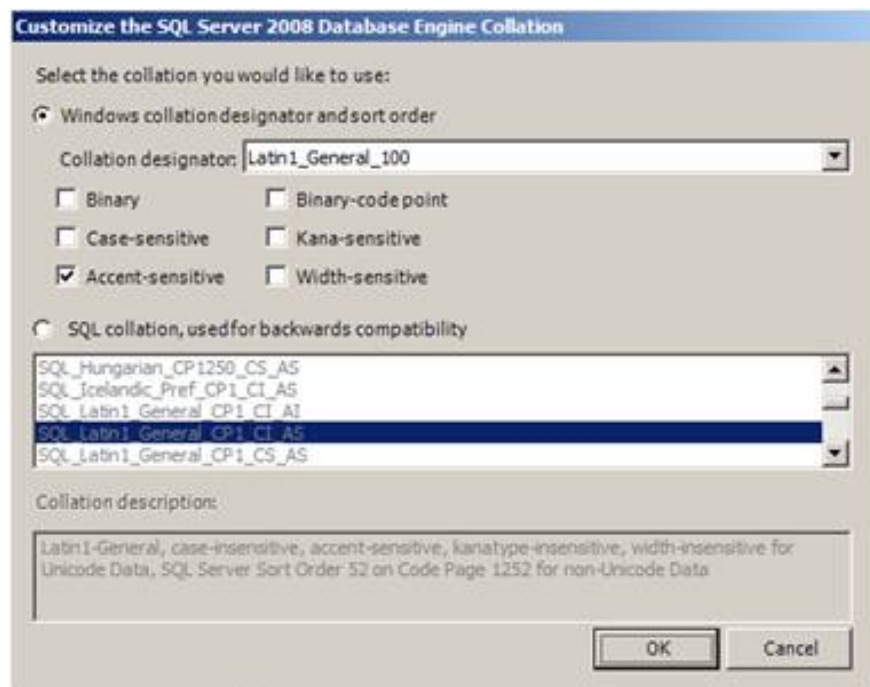 Customize the SQL Server 2008 Database Engine Collation
Select the collation you would like to use:
Windows collation designator and sort order
Collation designator: Latin1_General_100
Binary
Binary-code point
Case-sensitive
Kana-sensitive
Accent-sensitive
Width-sensitive
SQL collation, used for backwards compatibility
SQL_Hungarian_CP1250_CS_AS
SQL_Icelandic_Pref_CP1_CI_AS
SQL_Latin1_General_CP1_CI_AI
SQL_Latin1_General_CP1_CI_AS
SQL_Latin1_General_CP1_CS_AS
Collation description:
Latin1-General, case-insensitive, accent-sensitive, kanatype-insensitive, width-insensitive for
Unicode Data, SQL Server Sort Order 52 on Code Page 1252 for non-Unicode Data
OK
Cancel